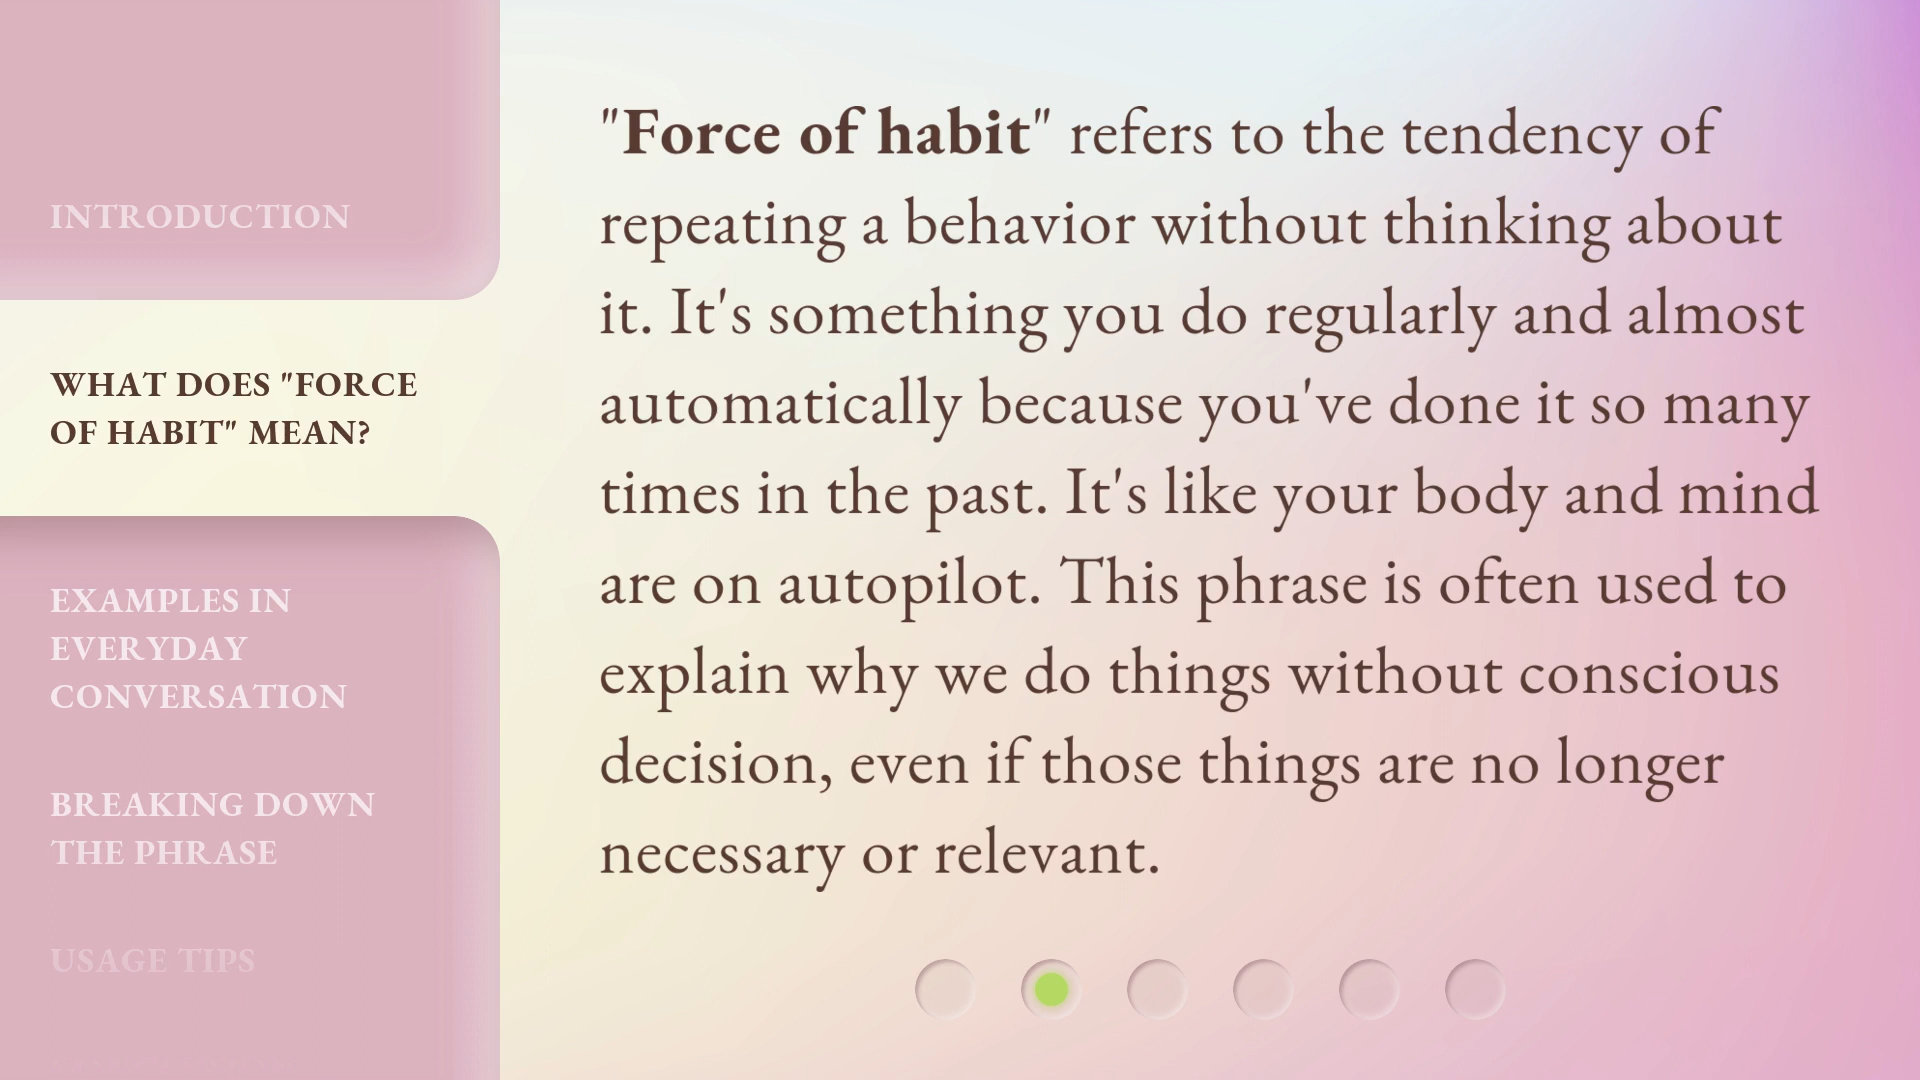 INTRODUCTION
WHAT DOES "FORCE
OF HABIT" MEAN?
EXAMPLES IN
EVERYDAY
CONVERSATION
BREAKING DOWN
THE PHRASE
USAGE TIPS
"Force of habit" refers to the tendency of
repeating a behavior without thinking about
it. It's something you do regularly and almost
automatically because you've done it so many
times in the past. It's like your body and mind
are on autopilot. This phrase is often used to
explain why we do things without conscious
decision, even if those things are no longer
necessary or relevant.